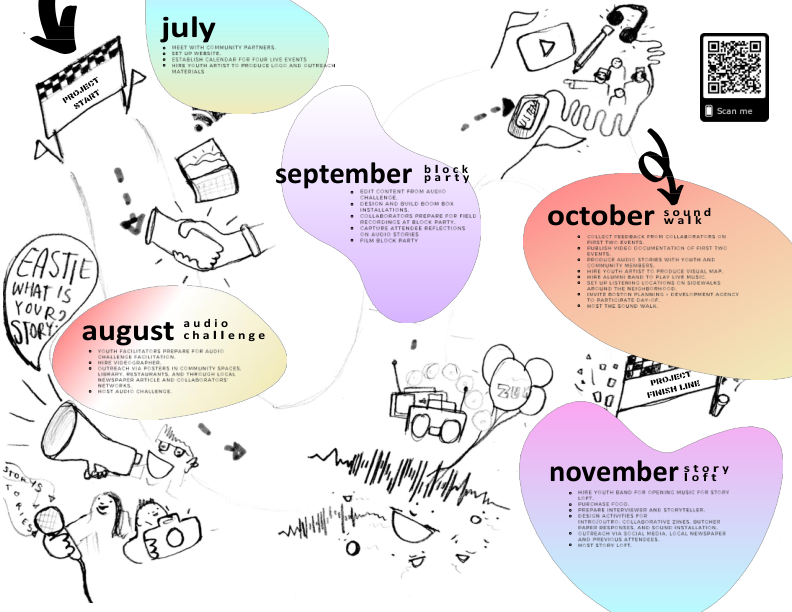 july
MEET WITH COMMUNITY PARTNERS.
SET UP WEBSITE.
ESTABLISH CALENDAR FOR FOUR LIVE EVENTS
HIRE YOUTH ARTIST TO PRODUCE LOGO AND OUTREACH
MATERIALS
PROJECT
START
Scan me
september block
party
EDIT CONTENT FROM AUDIO
CHALLENGE.
DESIGN AND BUILD BOOM BOX
INSTALLATIONS.
COLLABORATORS PREPARE FOR FIELD
RECORDINGS AT BLOCK PARTY.
CAPTURE ATTENDEE REFLECTIONS
ON AUDIO STORIES
FILM BLOCK PARTY
october sound
walk
COLLECT FEEDBACK FROM COLLABORATORS ON
FIRST TWO EVENTS.
PUBLISH VIDEO DOCUMENTATION OF FIRST TWO
EVENTS.
PRODUCE AUDIO STORIES WITH YOUTH AND
COMMUNITY MEMBERS.
HIRE YOUTH ARTIST TO PRODUCE VISUAL MAP.
HIRE ALUMNI BAND TO PLAY LIVE MUSIC.
SET UP LISTENING LOCATIONS ON SIDEWALKS
AROUND THE NEIGHBORHOOD.
INVITE BOSTON PLANNING + DEVELOPMENT AGENCY
TO PARTICIPATE DAY-OF.
HOST THE SOUND WALK.
EASTIE
WHAT IS
YOUR
STORY?
august audio
challenge
YOUTH FACILITATORS PREPARE FOR AUDIO
CHALLENGE FACILITATION.
HIRE VIDEOGRAPHER.
OUTREACH VIA POSTERS IN COMMUNITY SPACES,
LIBRARY, RESTAURANTS, AND THROUGH LOCAL
NEWSPAPER ARTICLE AND COLLABORATORS'
NETWORKS.
HOST AUDIO CHALLENGE.
PROJECT
FINISH LINE
ZUMIX
november story
loft
HIRE YOUTH BAND FOR OPENING MUSIC FOR STORY
LOFT.
PURCHASE FOOD.
PREPARE INTERVIEWER AND STORYTELLER.
DESIGN ACTIVITIES FOR
INTRO/OUTRO: COLLABORATIVE ZINES, BUTCHER
PAPER RESPONSES, AND SOUND INSTALLATION.
OUTREACH VIA SOCIAL MEDIA, LOCAL NEWSPAPER
AND PREVIOUS ATTENDEES.
HOST STORY LOFT.